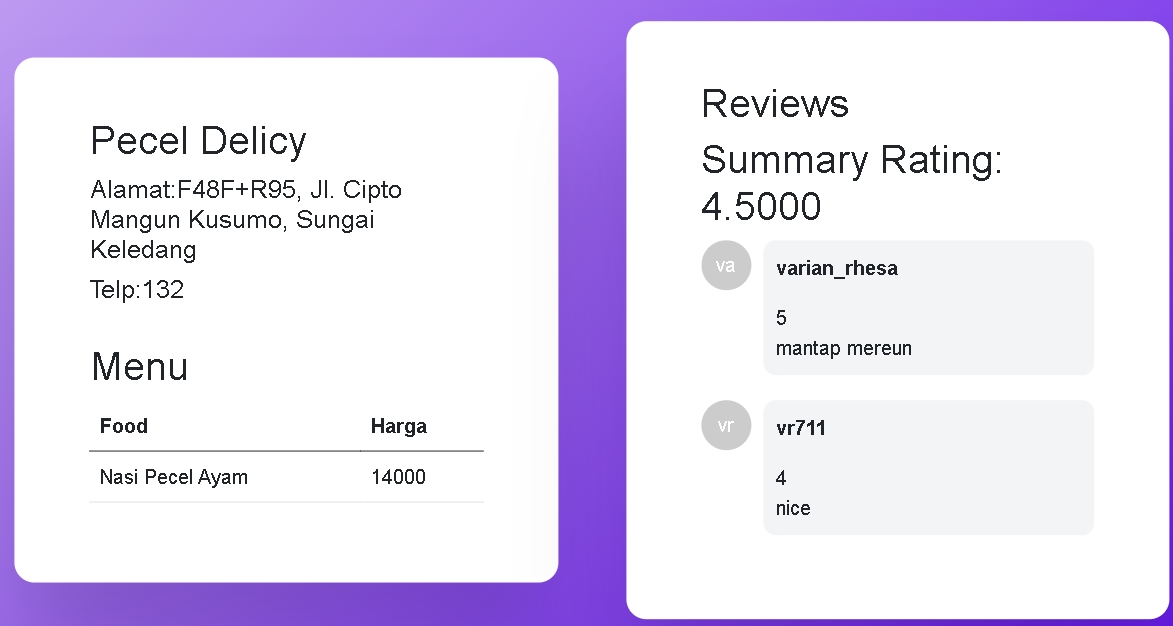 Pecel Delicy
Alamat:F48F+R95, Jl. Cipto
Mangun Kusumo, Sungai
Keledang
Telp:132
Menu
Food Harga
Nasi Pecel Ayam 14000
Reviews
Summary Rating:
4.5000
va
varian_rhesa
5
mantap mereun
vr
vr711
4
nice